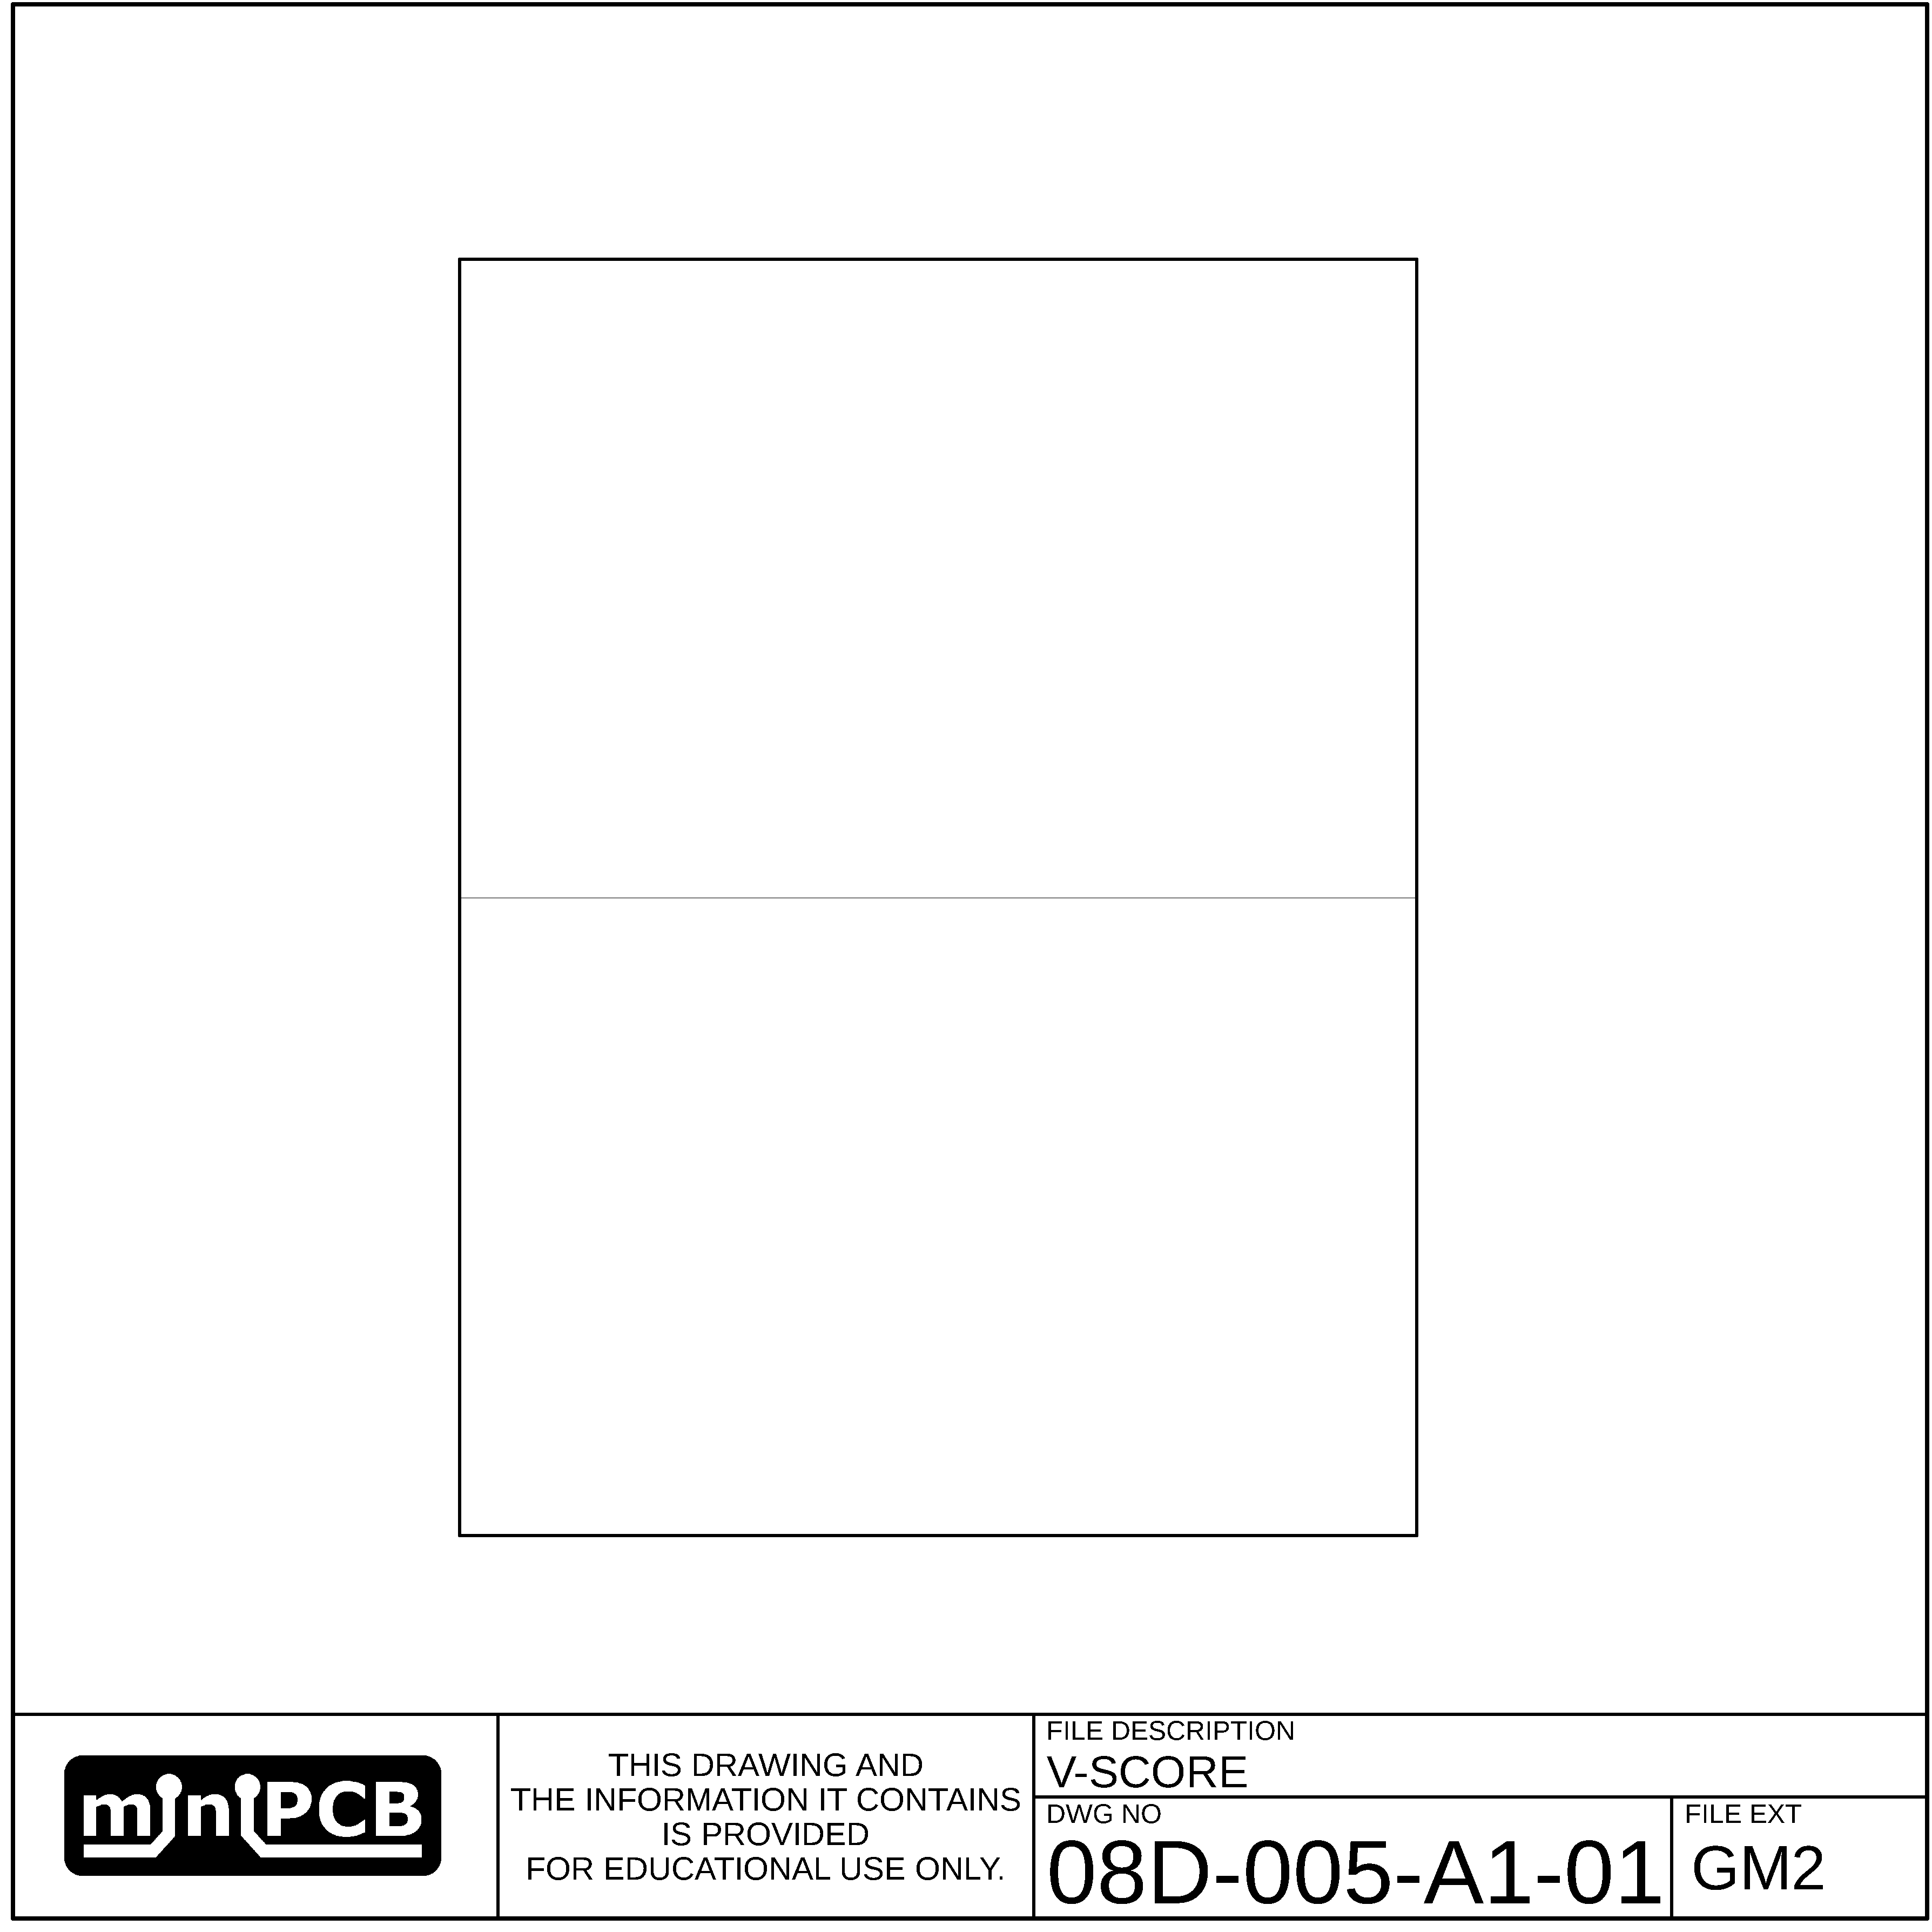 miniPCB
THIS DRAWING AND
THE INFORMATION IT CONTAINS
IS PROVIDED
FOR EDUCATIONAL USE ONLY.
FILE DESCRIPTION
V-SCORE
DWG NO
08D-005-A1-01
FILE EXT
GM2